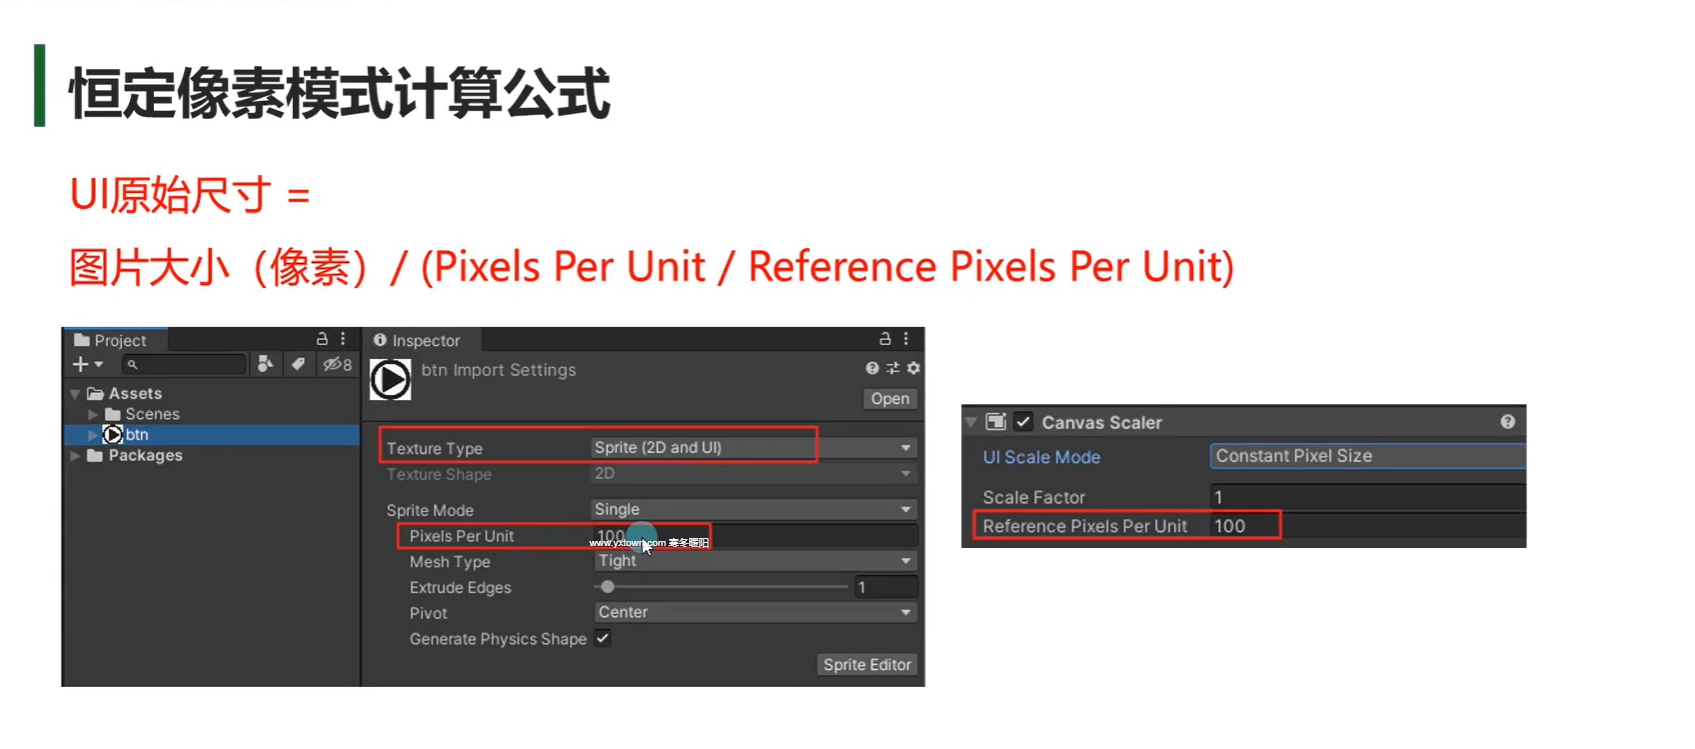 恒定像素模式计算公式
UI原始尺寸 =
图片大小（像素）/ (Pixels Per Unit / Reference Pixels Per Unit)
Project
8
Assets
Scenes
btn
Packages
Inspector
btn Import Settings
Open
Texture Type Sprite (2D and UI)
Texture Shape 2D
Sprite Mode Single
Pixels Per Unit 100
www.yxtown.com 寒冬暖阳
Mesh Type Tight
Extrude Edges 1
Pivot Center
Generate Physics Shape
Sprite Editor
Canvas Scaler
UI Scale Mode Constant Pixel Size
Scale Factor 1
Reference Pixels Per Unit 100